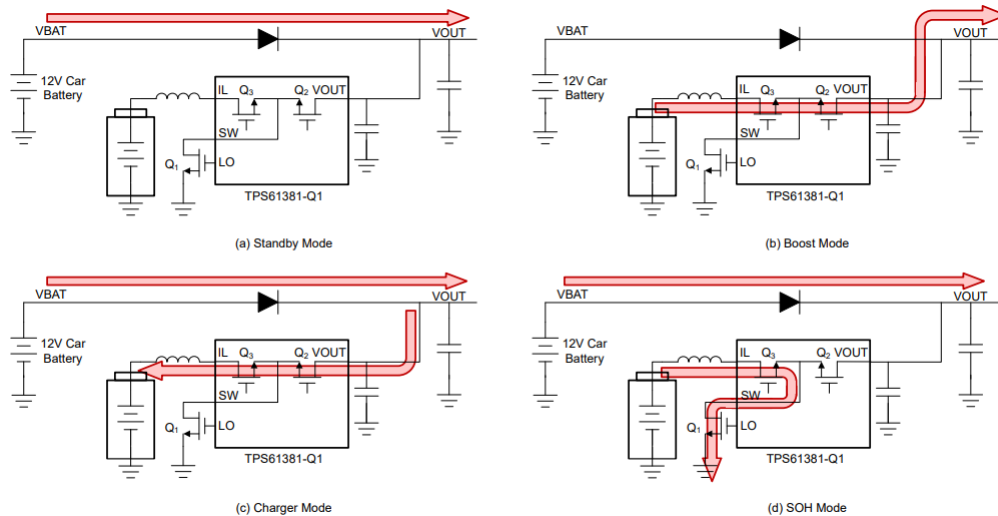 VBAT
VOUT
12V Car
Battery
IL
Q3
Q2
VOUT
SW
Q1
LO
TPS61381-Q1
(a) Standby Mode
VBAT
VOUT
12V Car
Battery
IL
Q3
Q2
VOUT
SW
Q1
LO
TPS61381-Q1
(b) Boost Mode
VBAT
VOUT
12V Car
Battery
IL
Q3
Q2
VOUT
SW
Q1
LO
TPS61381-Q1
(c) Charger Mode
VBAT
VOUT
12V Car
Battery
IL
Q3
Q2
VOUT
SW
Q1
LO
TPS61381-Q1
(d) SOH Mode